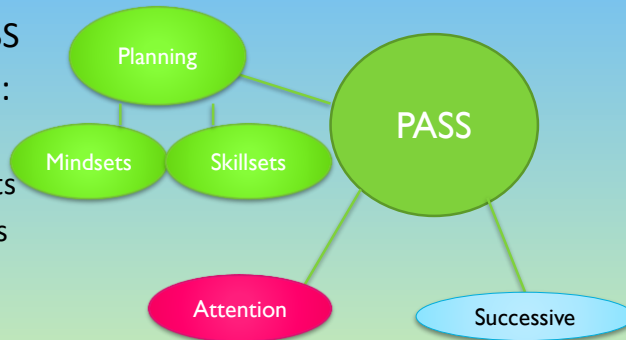 Planning
:
PASS
Mindsets
Skillsets
Attention
Successive